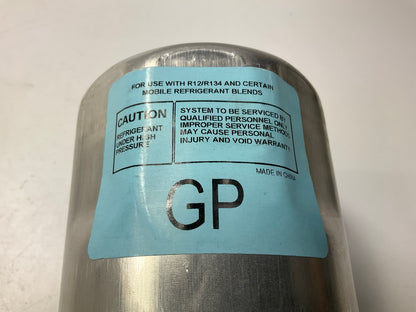 FOR USE WITH R12/R134 AND CERTAIN
MOBILE REFRIGERANT BLENDS
CAUTION
REFRIGERANT
UNDER HIGH
PRESSURE
SYSTEM TO BE SERVICED BY
QUALIFIED PERSONNEL ONLY
IMPROPER SERVICE METHODS
MAY CAUSE PERSONAL
INJURY AND VOID WARRANTY
MADE IN CHINA
GP